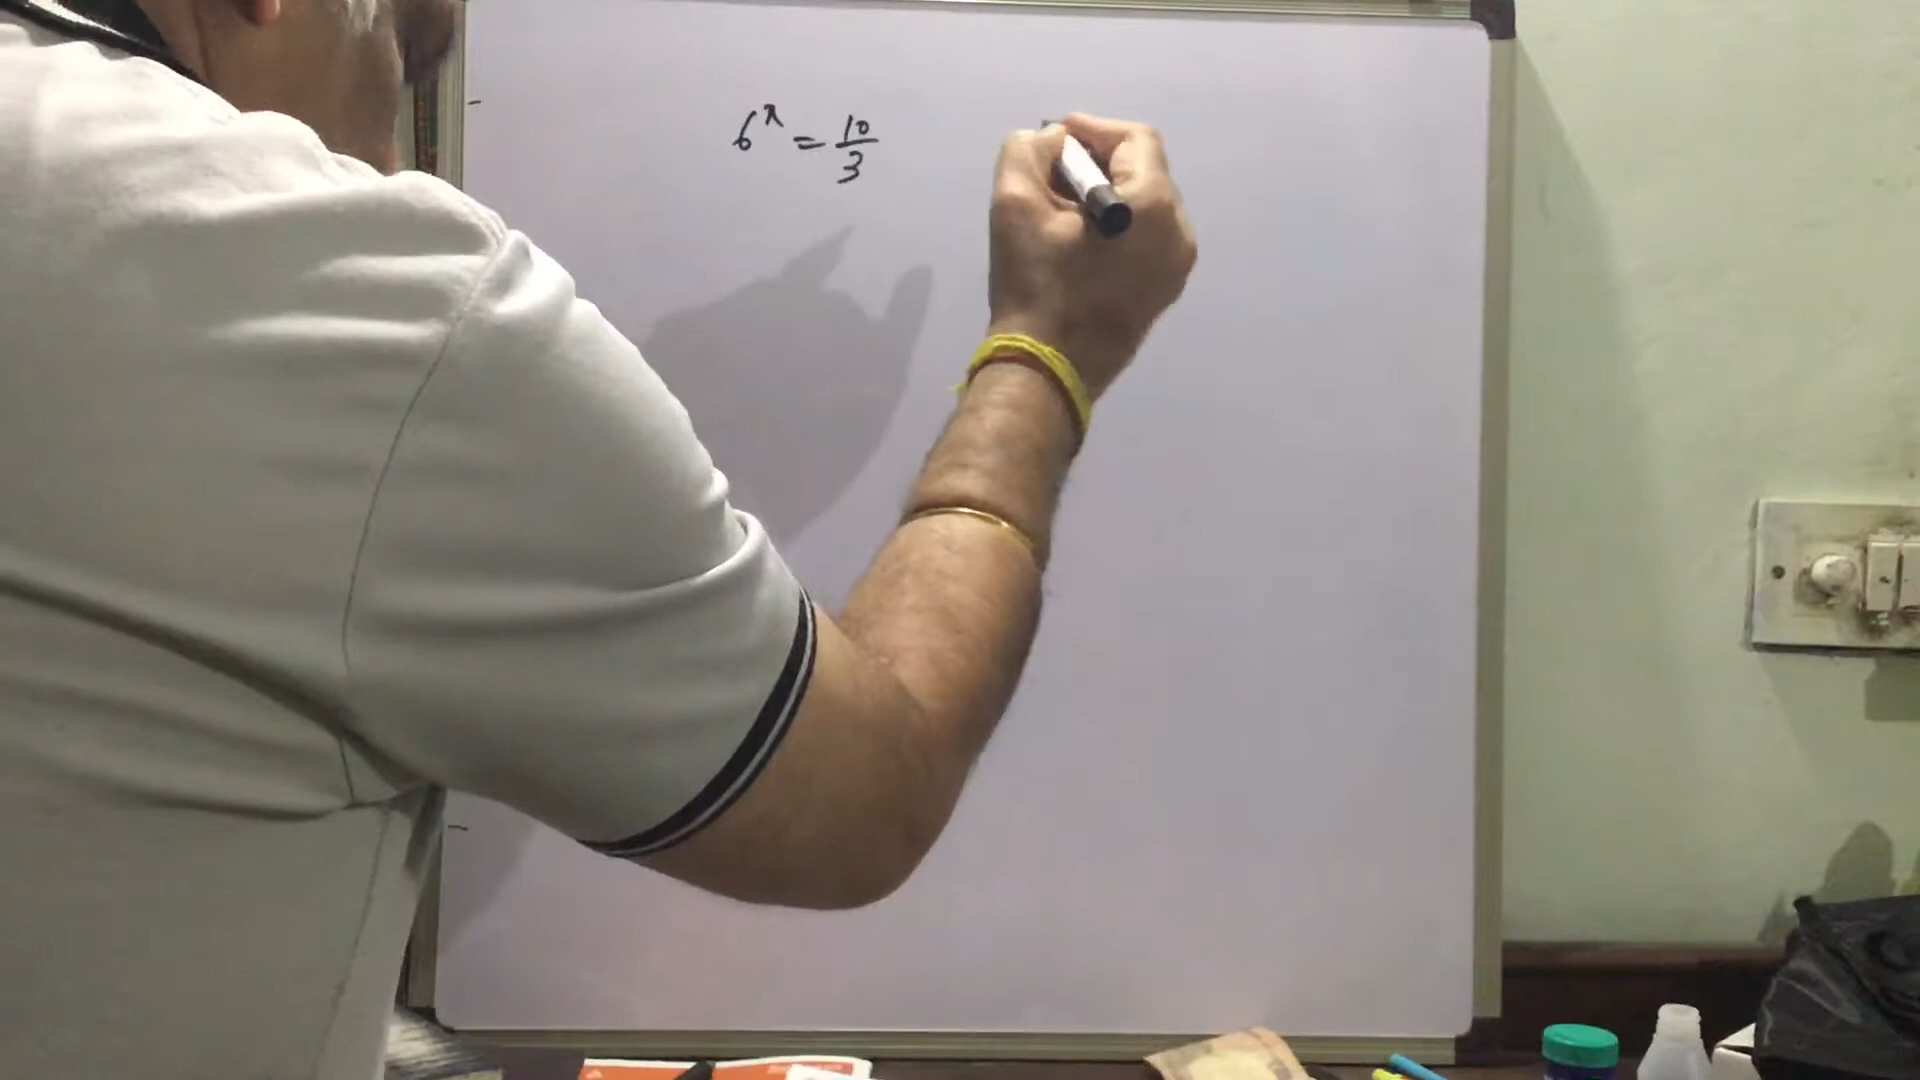 6^x = 10/3